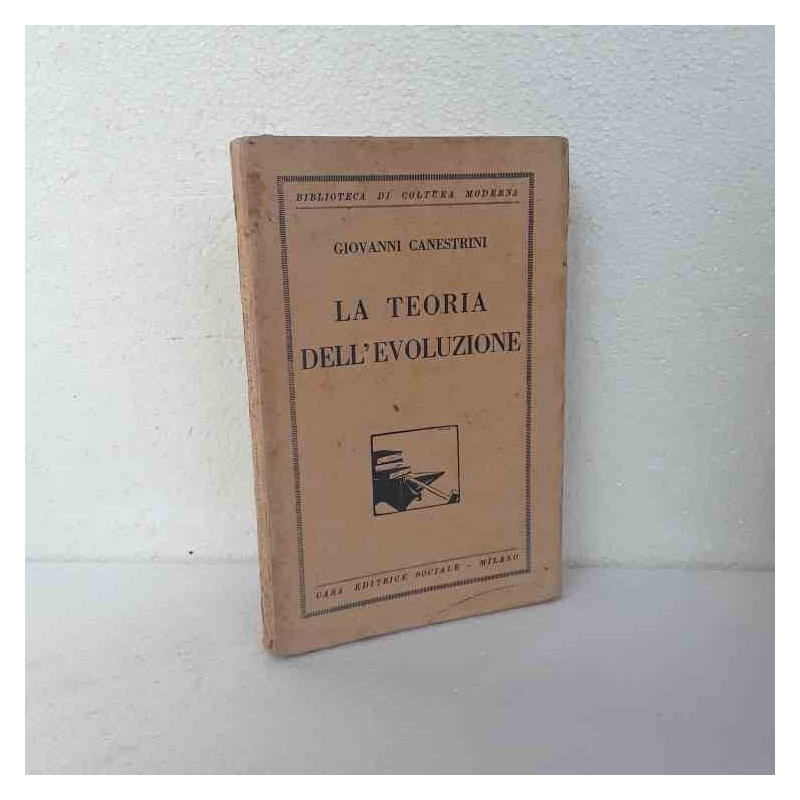 BIBLIOTECA DI COLTURA MODERNA
GIOVANNI CANESTRINI
LA TEORIA
DELL'EVOLUZIONE
CASA EDITRICE SOCIALE - MILANO